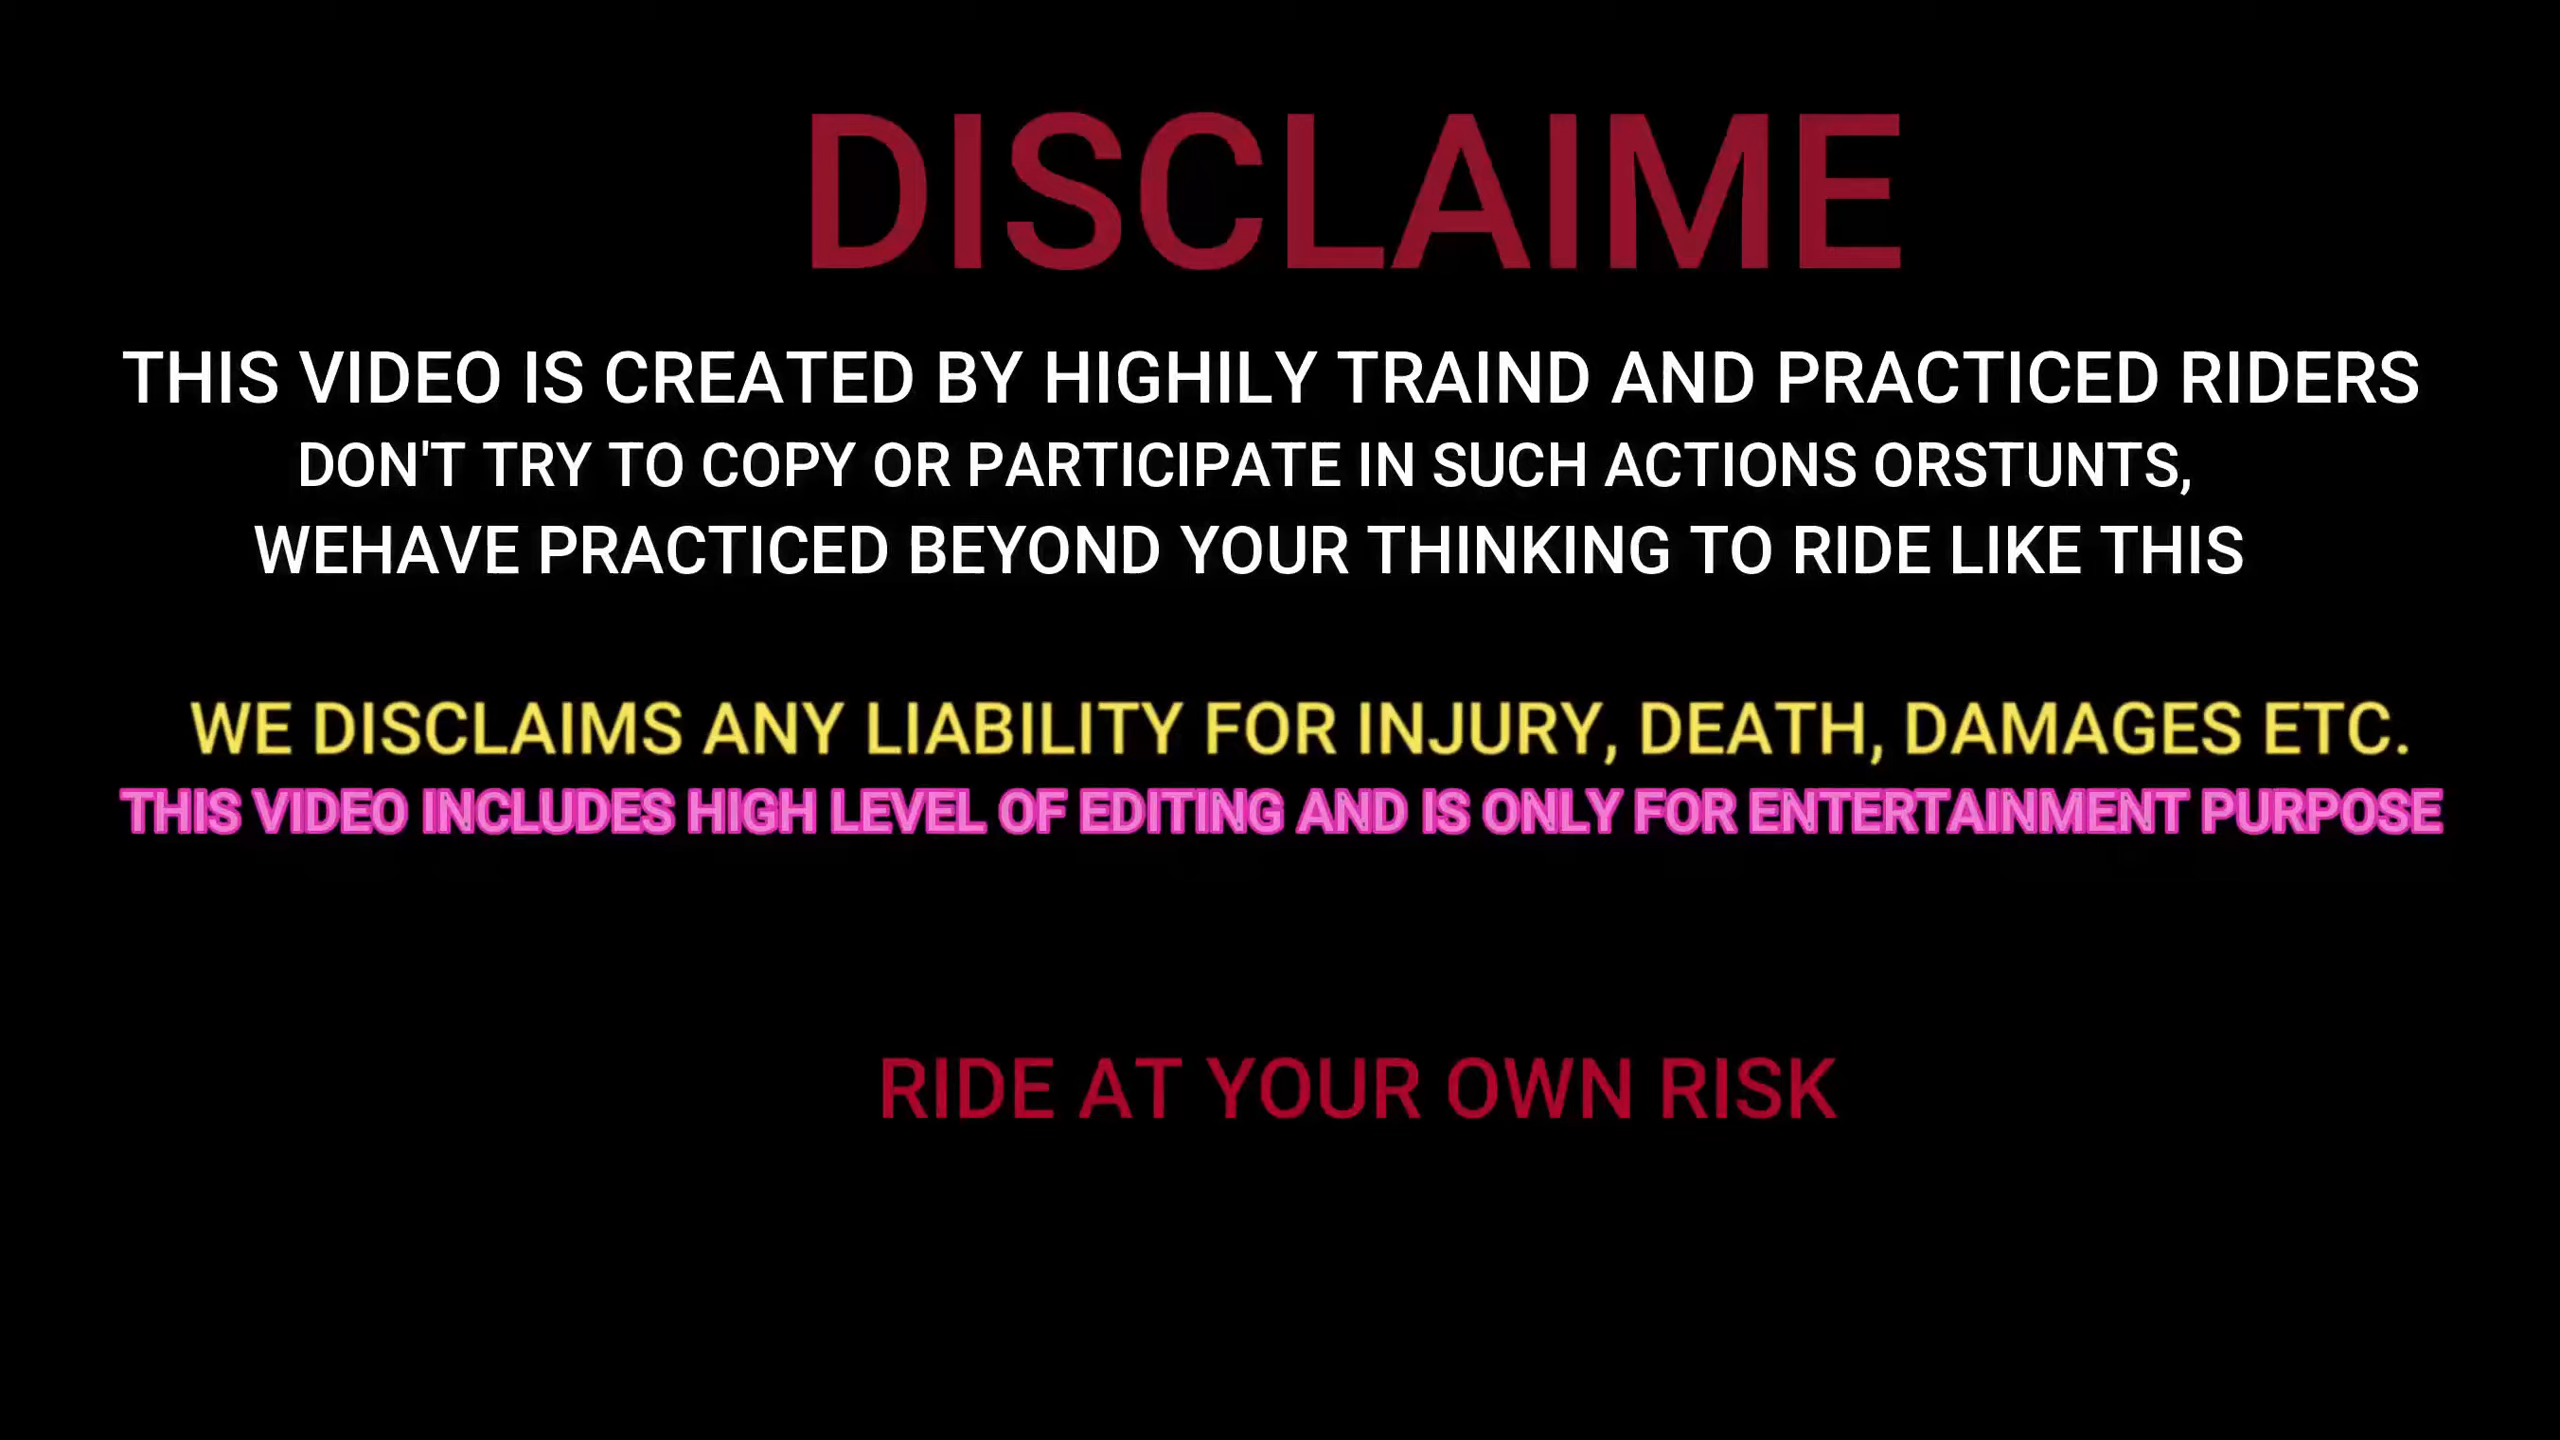 DISCLAIME
THIS VIDEO IS CREATED BY HIGHILY TRAIND AND PRACTICED RIDERS
DON'T TRY TO COPY OR PARTICIPATE IN SUCH ACTIONS ORSTUNTS,
WEHAVE PRACTICED BEYOND YOUR THINKING TO RIDE LIKE THIS
WE DISCLAIMS ANY LIABILITY FOR INJURY, DEATH, DAMAGES ETC.
THIS VIDEO INCLUDES HIGH LEVEL OF EDITING AND IS ONLY FOR ENTERTAINMENT PURPOSE
RIDE AT YOUR OWN RISK